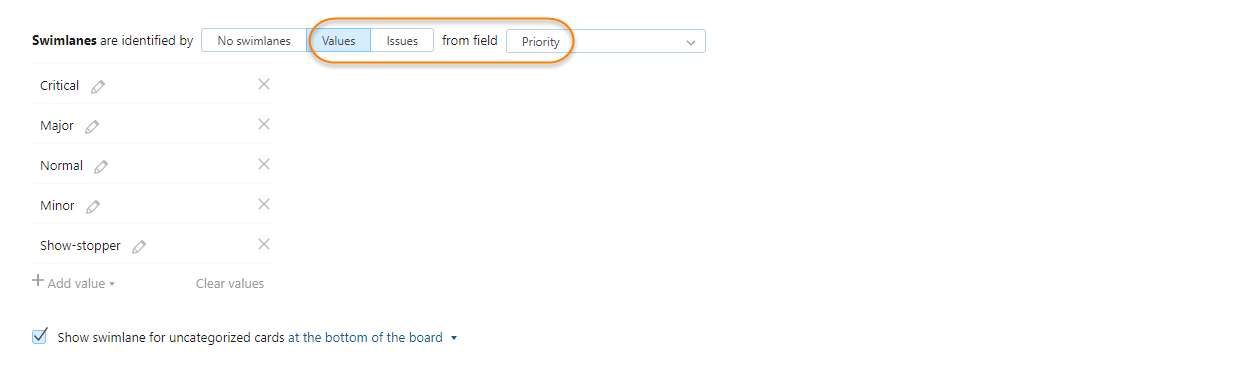 Swimlanes are identified by No swimlanes Values Issues from field Priority
Critical
Major
Normal
Minor
Show-stopper
Add value Clear values
Show swimlane for uncategorized cards at the bottom of the board